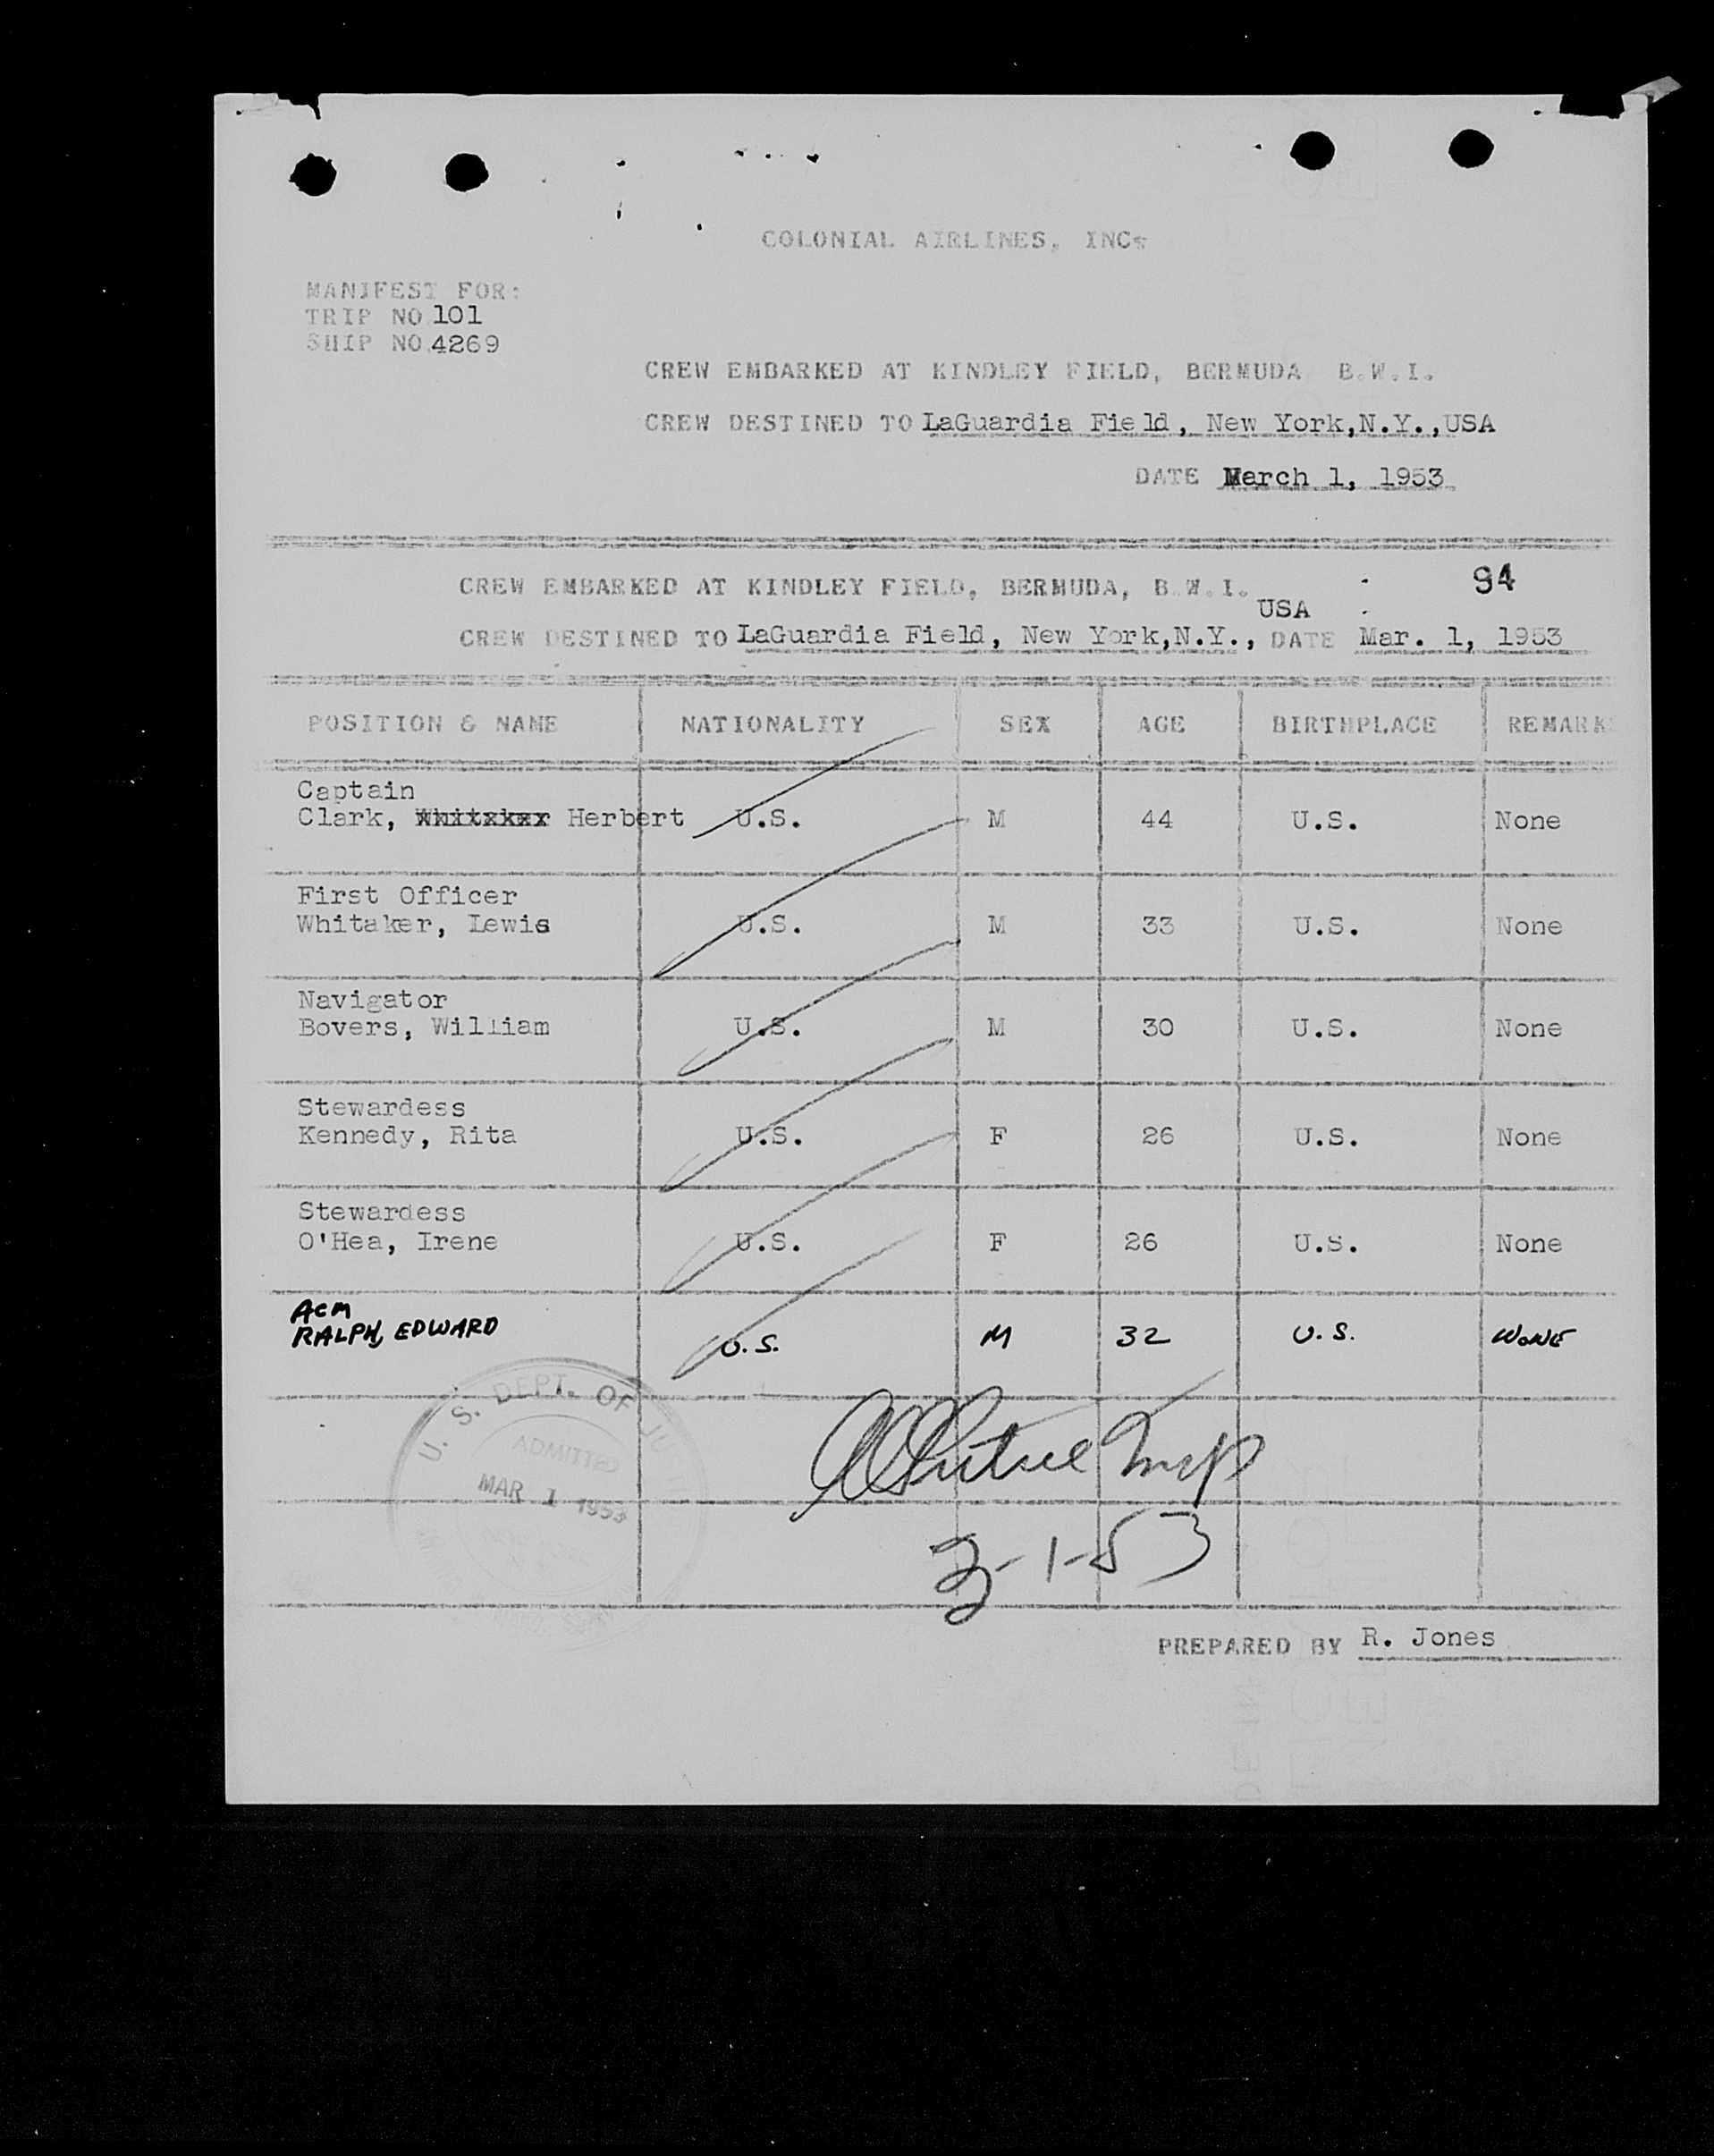 COLONIAL AIRLINES, INC.
MANIFEST FOR:
TRIP NO 101
SHIP NO. 4269
CREW EMBARKED AT KINDLEY FIELD, BERMUDA B.W.I.
CREW DESTINED TO LaGuardia Field, New York,N.Y.,USA
DATE March 1, 1953
CREW EMBARKED AT KINDLEY FIELD, BERMUDA, B.W.I. 94
USA
CREW DESTINED TO LaGuardia Field, New York,N.Y., DATE Mar. 1, 1953
POSITION & NAME NATIONALITY SEX AGE BIRTHPLACE REMARK
Captain
Clark, Herbert U.S. M 44 U.S. None
First Officer
Whitaker, Lewis U.S. M 33 U.S. None
Navigator
Bovers, William U.S. M 30 U.S. None
Stewardess
Kennedy, Rita U.S. F 26 U.S. None
Stewardess
O'Hea, Irene U.S. F 26 U.S. None
ACM
RALPH, EDWARD U.S. M 32 U.S. NONE
U. S. DEPT. OF
ADMITTED
MAR 1 1953
3-1-53
PREPARED BY R. Jones